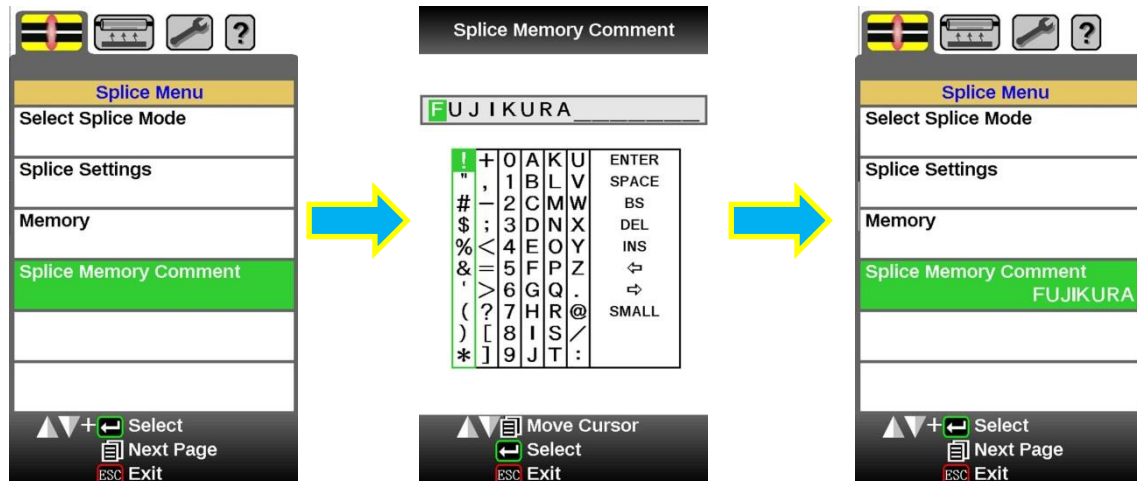 ?
Splice Menu
Select Splice Mode
Splice Settings
Memory
Splice Memory Comment
+ Select
Next Page
ESC Exit
Splice Memory Comment
FUJIKURA_______
! + 0 A K U ENTER
" , 1 B L V SPACE
# – 2 C M W BS
$ ; 3 D N X DEL
% < 4 E O Y INS
& = 5 F P Z ⇦
' > 6 G Q . ⇨
( ? 7 H R @ SMALL
) [ 8 I S /
* ] 9 J T :
Move Cursor
Select
ESC Exit
?
Splice Menu
Select Splice Mode
Splice Settings
Memory
Splice Memory Comment
FUJIKURA
+ Select
Next Page
ESC Exit